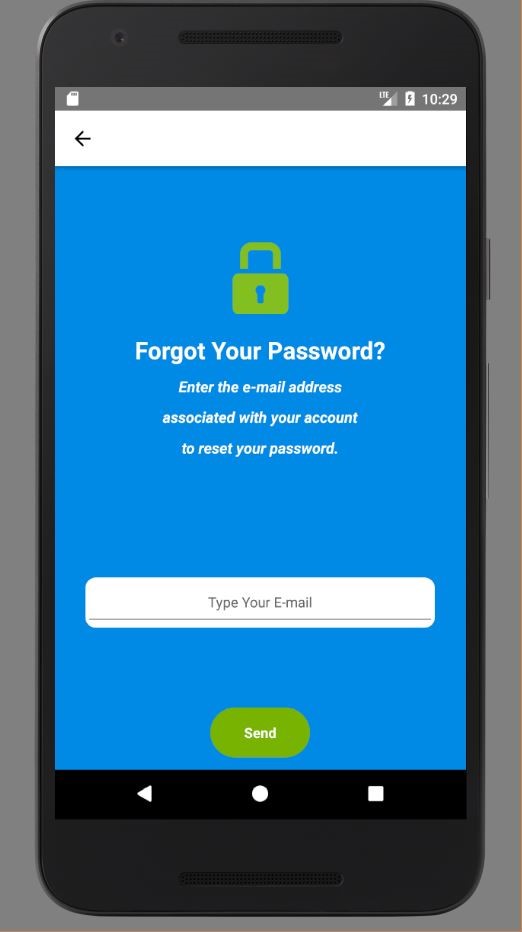 LTE 10:29
Forgot Your Password?
Enter the e-mail address
associated with your account
to reset your password.
Type Your E-mail
Send